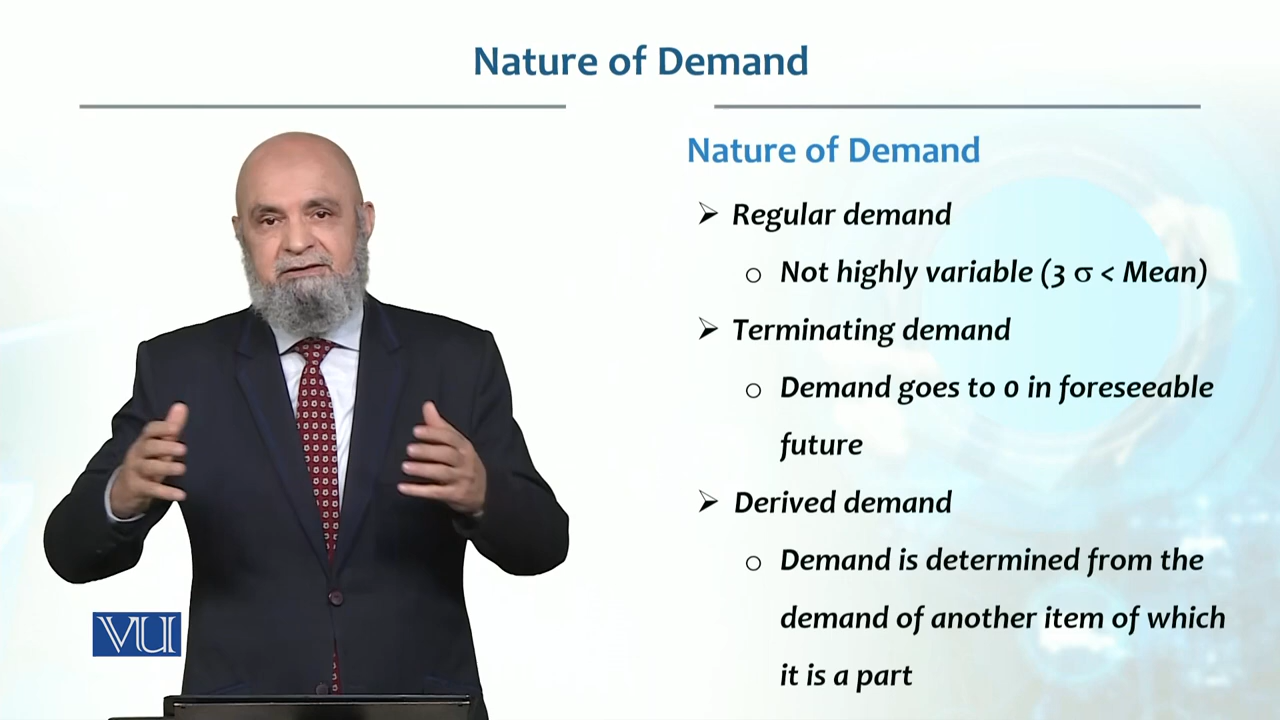 Nature of Demand
Nature of Demand
➢ Regular demand
o Not highly variable (3 σ < Mean)
➢ Terminating demand
o Demand goes to 0 in foreseeable
future
➢ Derived demand
o Demand is determined from the
demand of another item of which
it is a part
VU